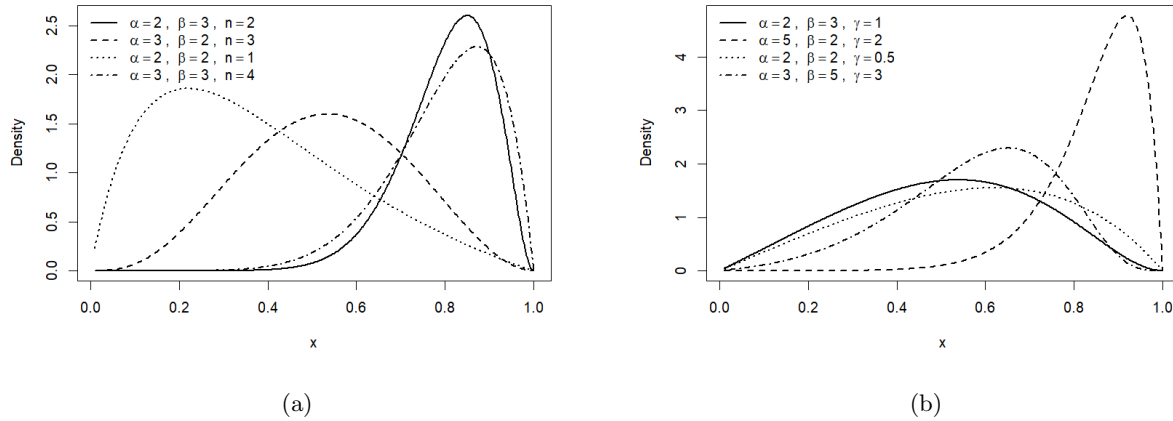 α = 2 , β = 3 , n = 2
α = 3 , β = 2 , n = 3
α = 2 , β = 2 , n = 1
α = 3 , β = 3 , n = 4
Density
0.0 0.5 1.0 1.5 2.0 2.5
0.0 0.2 0.4 0.6 0.8 1.0
x
(a)
α = 2 , β = 3 , γ = 1
α = 5 , β = 2 , γ = 2
α = 2 , β = 2 , γ = 0.5
α = 3 , β = 5 , γ = 3
Density
0 1 2 3 4
0.0 0.2 0.4 0.6 0.8 1.0
x
(b)